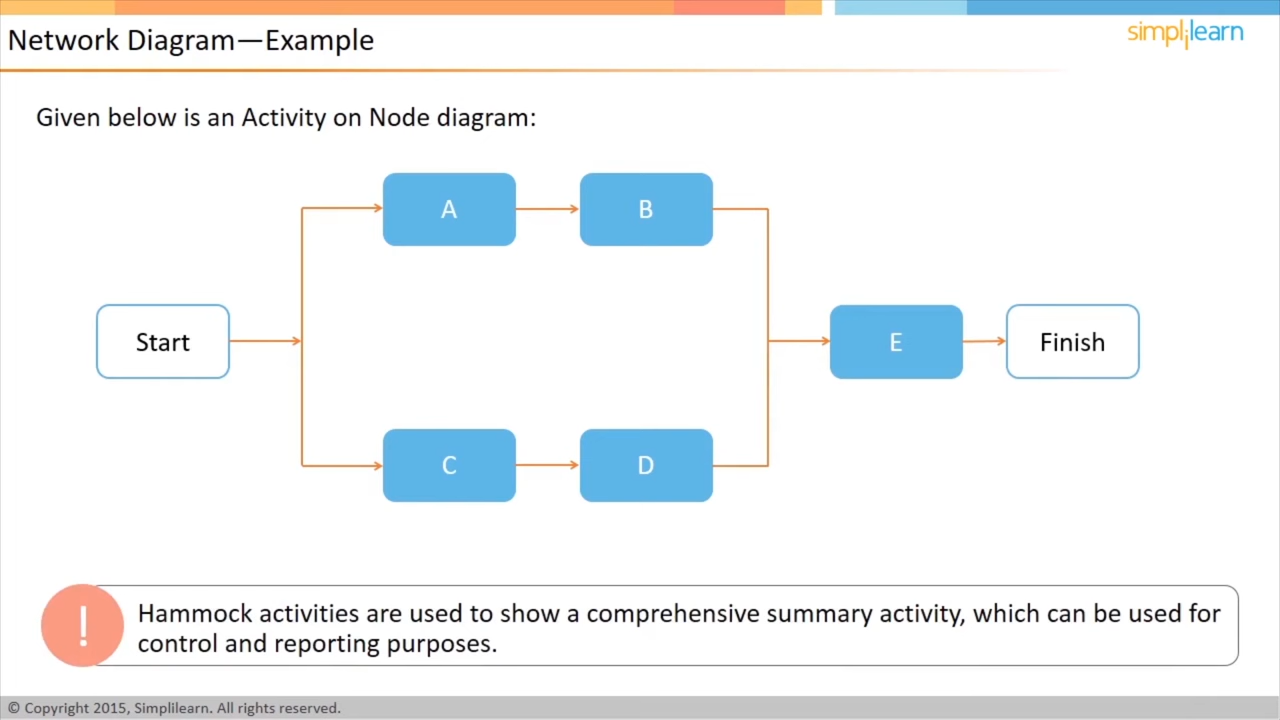 Network Diagram—Example
simplilearn
Given below is an Activity on Node diagram:
A
B
Start
E
Finish
C
D
!
Hammock activities are used to show a comprehensive summary activity, which can be used for
control and reporting purposes.
© Copyright 2015, Simplilearn. All rights reserved.